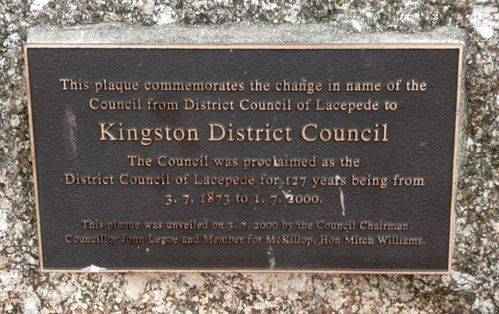 This plaque commemorates the change in name of the
Council from District Council of Lacepede to
Kingston District Council
The Council was proclaimed as the
District Council of Lacepede for 127 years being from
3. 7. 1873 to 1. 7. 2000.
This plaque was unveiled on 3. 7. 2000 by the Council Chairman
Councillor John Legoe and Member for McKillop, Hon Mitch Williams.